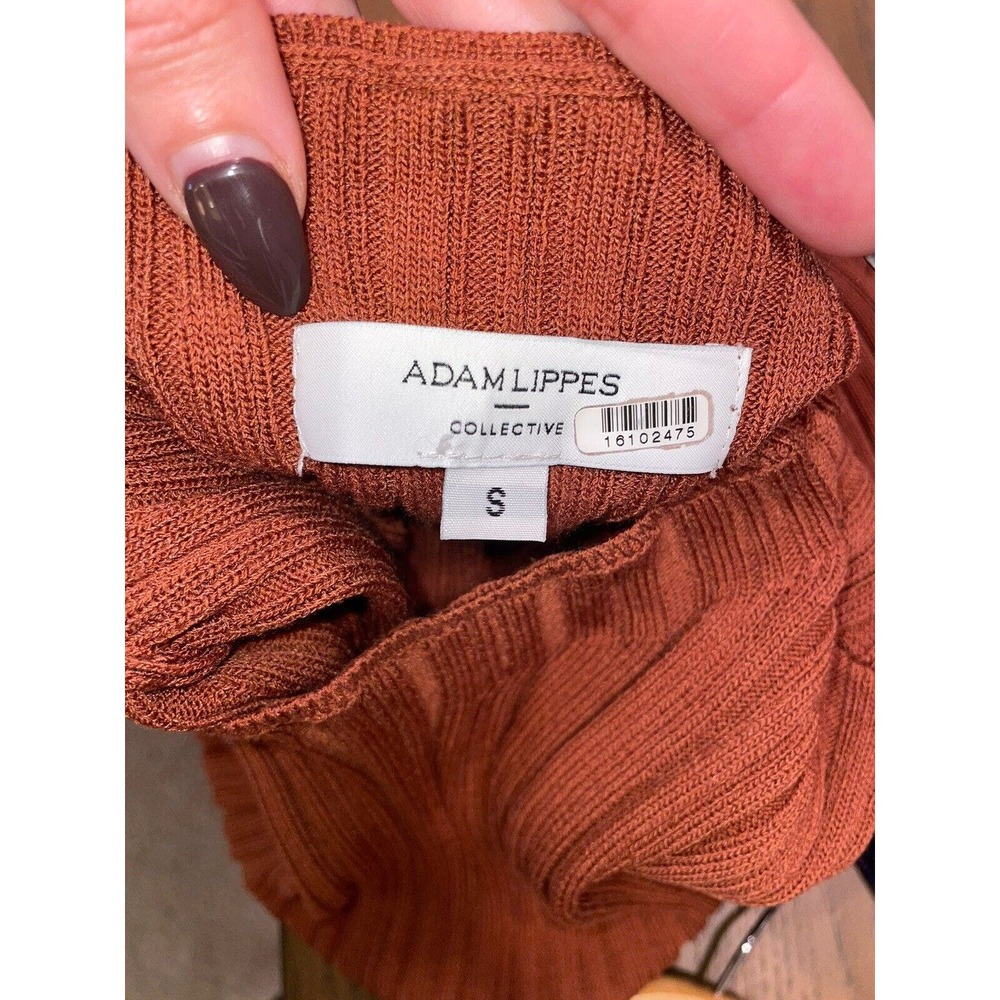 ADAM LIPPES
COLLECTIVE
16102475
S